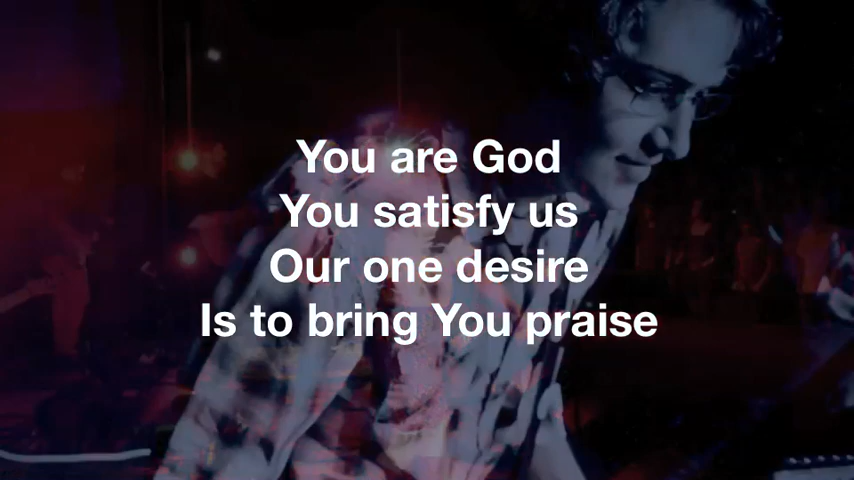 You are God
You satisfy us
Our one desire
Is to bring You praise